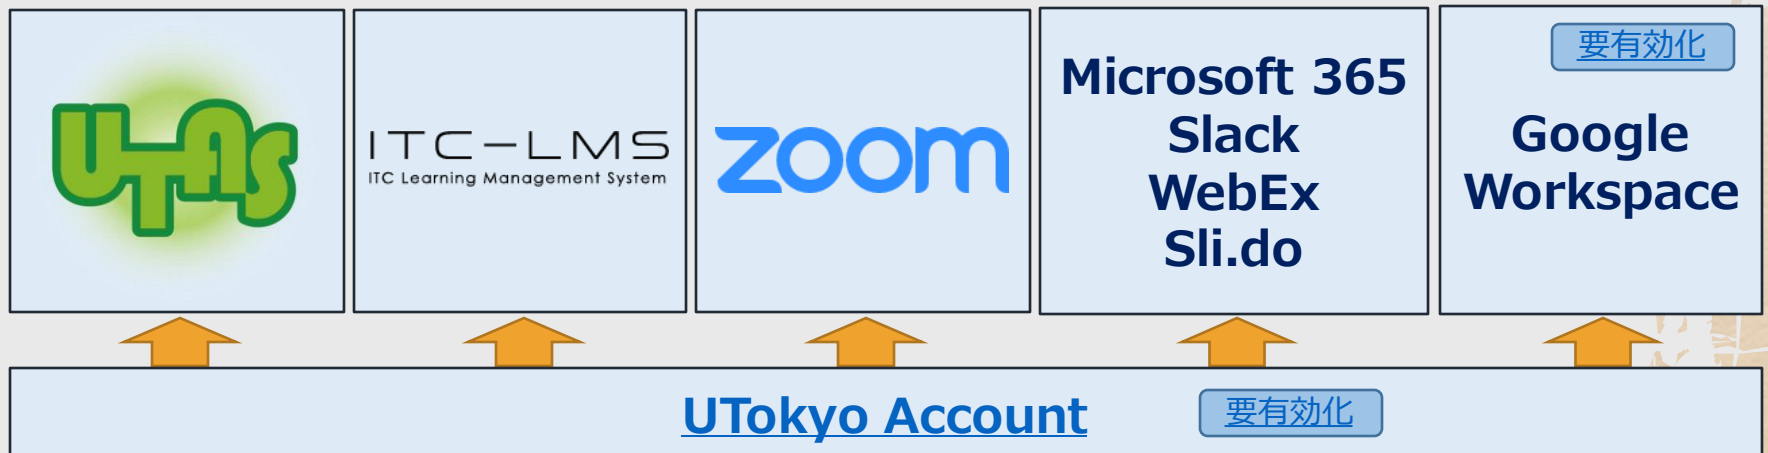 UTAS
ITC-LMS
ITC Learning Management System
zoom
Microsoft 365
Slack
WebEx
Sli.do
要有効化
Google
Workspace
UTokyo Account
要有効化